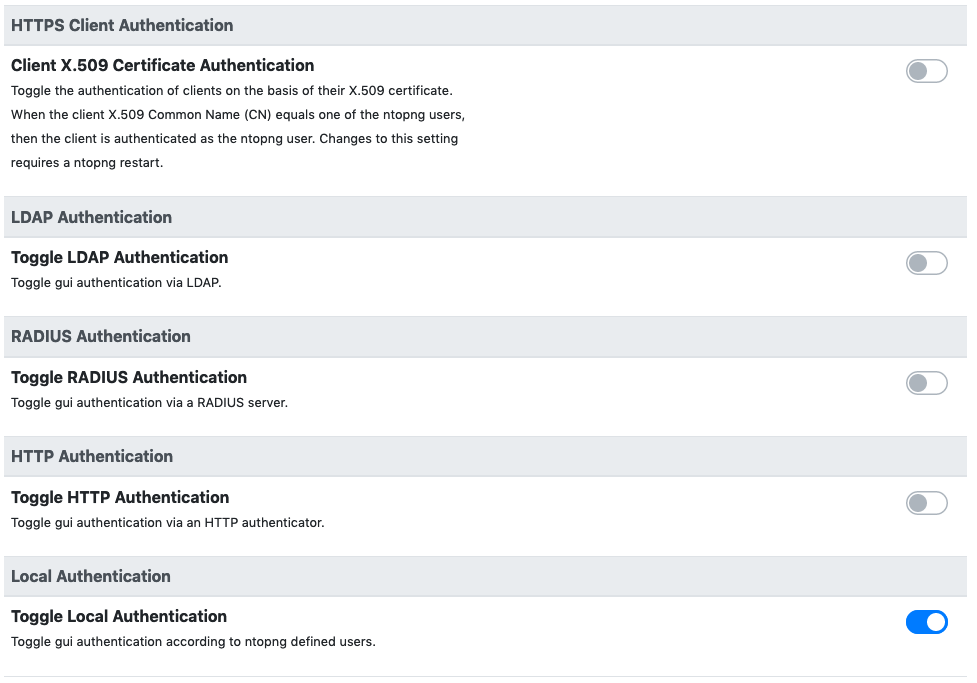 HTTPS Client Authentication
Client X.509 Certificate Authentication
Toggle the authentication of clients on the basis of their X.509 certificate.
When the client X.509 Common Name (CN) equals one of the ntopng users,
then the client is authenticated as the ntopng user. Changes to this setting
requires a ntopng restart.
LDAP Authentication
Toggle LDAP Authentication
Toggle gui authentication via LDAP.
RADIUS Authentication
Toggle RADIUS Authentication
Toggle gui authentication via a RADIUS server.
HTTP Authentication
Toggle HTTP Authentication
Toggle gui authentication via an HTTP authenticator.
Local Authentication
Toggle Local Authentication
Toggle gui authentication according to ntopng defined users.